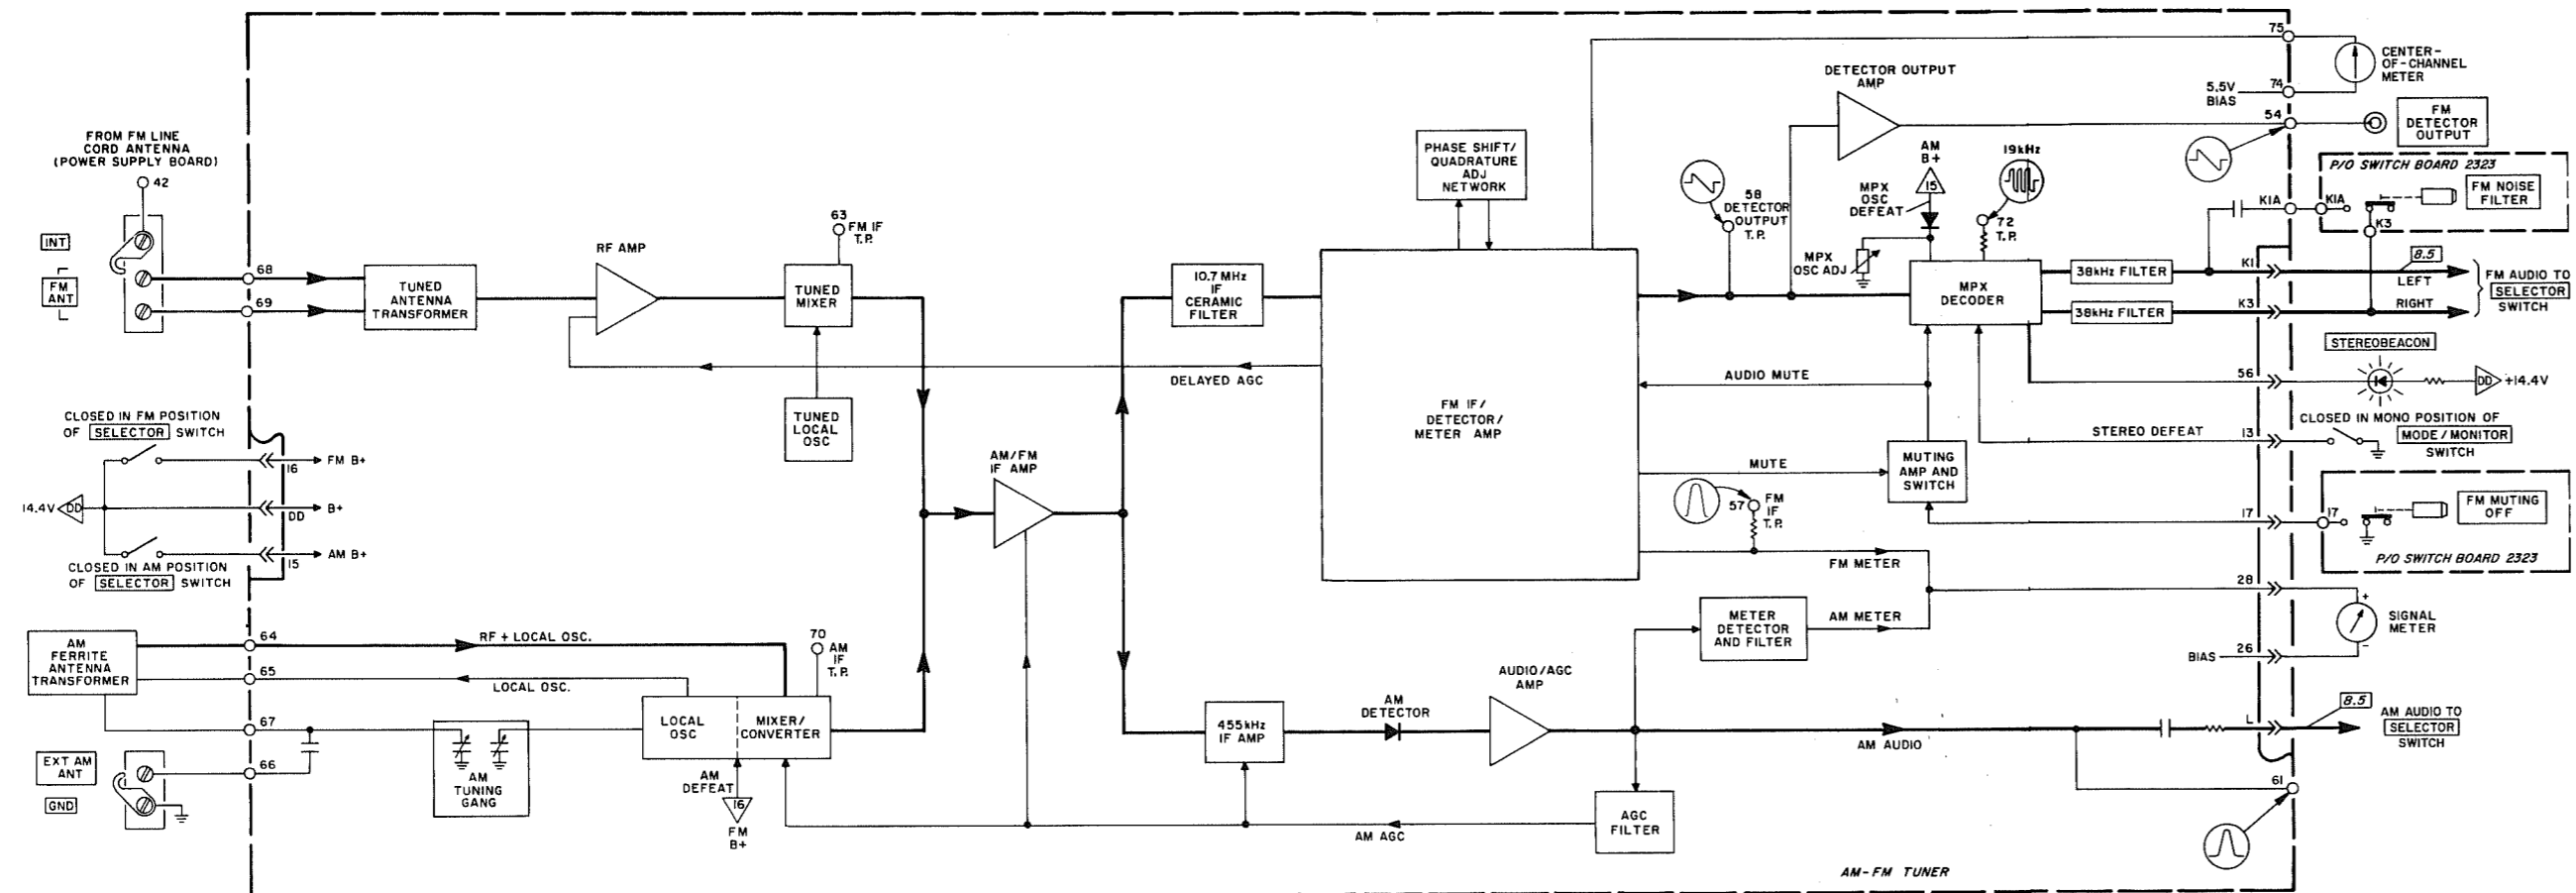 FROM FM LINE
CORD ANTENNA
(POWER SUPPLY BOARD)
42
INT
FM
ANT
68
69
TUNED
ANTENNA
TRANSFORMER
RF AMP
63
FM IF
T.P.
TUNED
MIXER
TUNED
LOCAL
OSC
DELAYED AGC
CLOSED IN FM POSITION
OF SELECTOR SWITCH
16
FM B+
14.4V
DD
DD
B+
15
AM B+
CLOSED IN AM POSITION
OF SELECTOR SWITCH
AM
FERRITE
ANTENNA
TRANSFORMER
64
RF + LOCAL OSC.
65
LOCAL OSC.
67
66
EXT AM
ANT
GND
AM
TUNING
GANG
70
AM
IF
T.P.
LOCAL
OSC
MIXER/
CONVERTER
AM
DEFEAT
16
FM
B+
AM/FM
IF AMP
10.7 MHz
IF
CERAMIC
FILTER
PHASE SHIFT/
QUADRATURE
ADJ
NETWORK
FM IF/
DETECTOR/
METER AMP
455kHz
IF AMP
AM
DETECTOR
AUDIO/AGC
AMP
AM AGC
AGC
FILTER
METER
DETECTOR
AND FILTER
AM METER
FM METER
AM AUDIO
MUTE
57
FM
IF
T.P.
MUTING
AMP AND
SWITCH
AUDIO MUTE
58
DETECTOR
OUTPUT
T.P.
DETECTOR OUTPUT
AMP
AM
B+
15
MPX
OSC
DEFEAT
MPX
OSC ADJ
19kHz
72
T.P.
MPX
DECODER
38kHz FILTER
38kHz FILTER
STEREO DEFEAT
75
CENTER-
OF-CHANNEL
METER
5.5V
BIAS
74
54
FM
DETECTOR
OUTPUT
P/O SWITCH BOARD 2323
K1A
K1A
FM NOISE
FILTER
K3
K1
8.5
LEFT
K3
RIGHT
FM AUDIO TO
SELECTOR
SWITCH
STEREOBEACON
56
DD
+14.4V
CLOSED IN MONO POSITION OF
MODE/MONITOR
SWITCH
13
17
17
FM MUTING
OFF
P/O SWITCH BOARD 2323
28
+
SIGNAL
METER
BIAS
26
-
L
8.5
AM AUDIO TO
SELECTOR
SWITCH
61
AM-FM TUNER